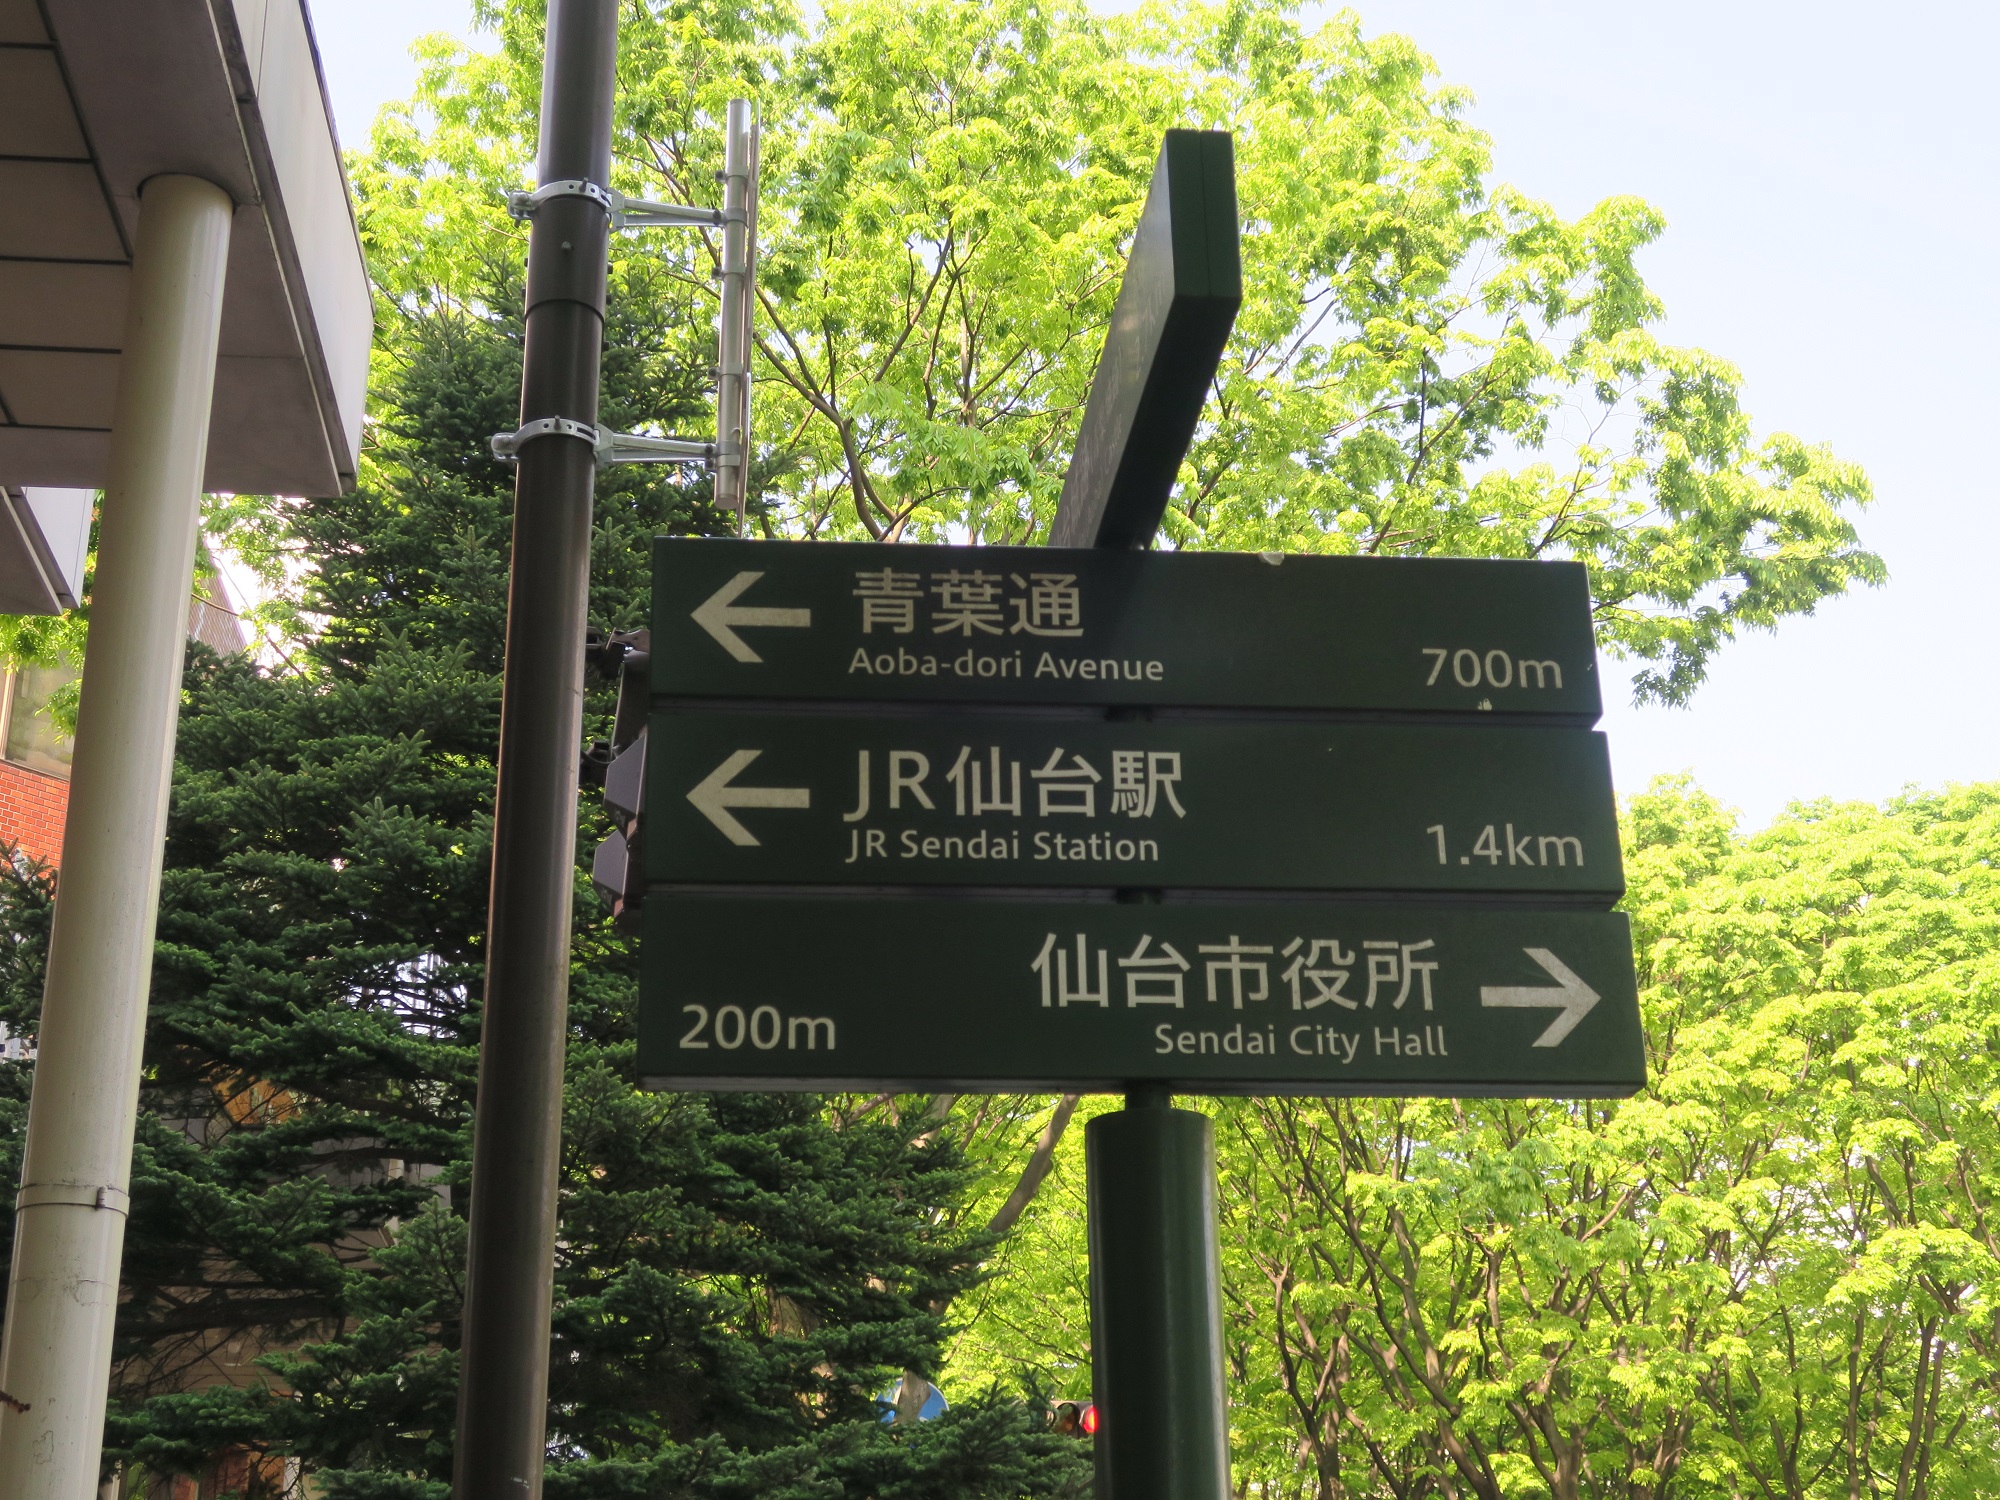 青葉通
Aoba-dori Avenue
700m
JR仙台駅
JR Sendai Station
1.4km
仙台市役所
Sendai City Hall
200m